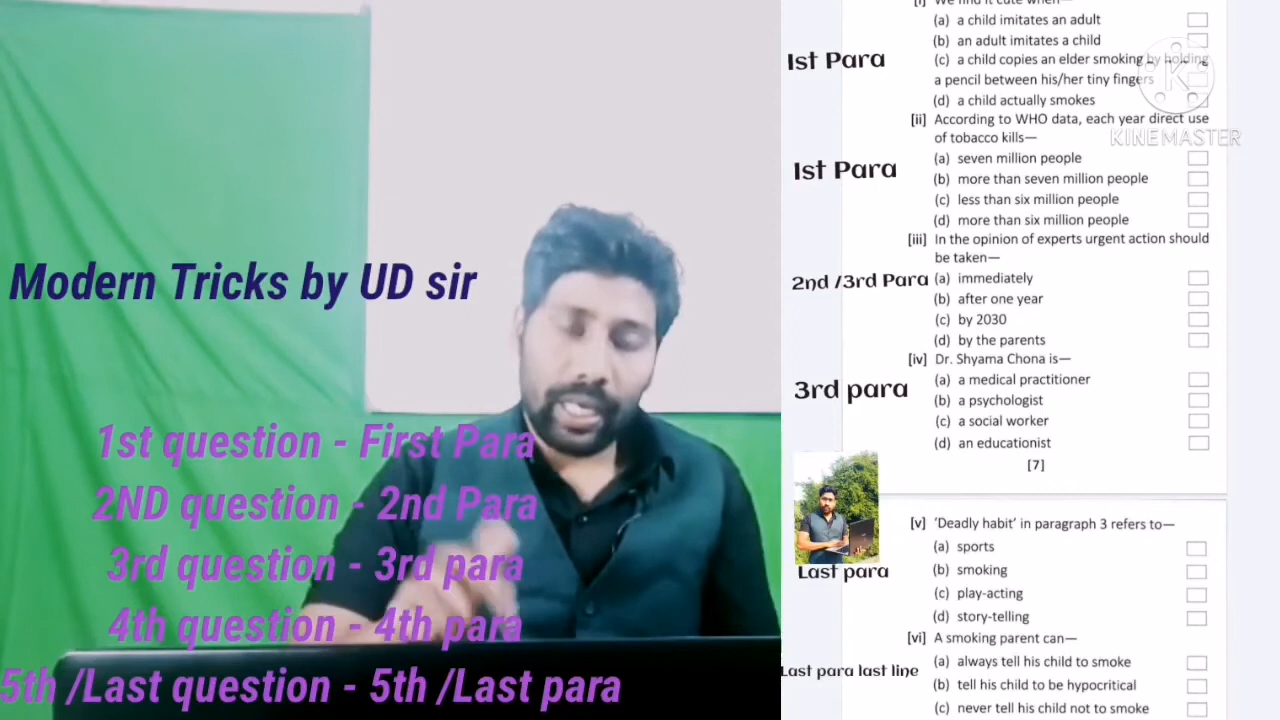 Modern Tricks by UD sir
1st question - First Para
2ND question - 2nd Para
3rd question - 3rd para
4th question - 4th para
5th /Last question - 5th /Last para
[i] We find it cute when—
(a) a child imitates an adult
(b) an adult imitates a child
1st Para
(c) a child copies an elder smoking by holding
a pencil between his/her tiny fingers
(d) a child actually smokes
KINEMASTER
[ii] According to WHO data, each year direct use
of tobacco kills—
1st Para
(a) seven million people
(b) more than seven million people
(c) less than six million people
(d) more than six million people
[iii] In the opinion of experts urgent action should
be taken—
2nd /3rd Para
(a) immediately
(b) after one year
(c) by 2030
(d) by the parents
[iv] Dr. Shyama Chona is—
3rd para
(a) a medical practitioner
(b) a psychologist
(c) a social worker
(d) an educationist
[7]
[v] 'Deadly habit' in paragraph 3 refers to—
(a) sports
Last para
(b) smoking
(c) play-acting
(d) story-telling
[vi] A smoking parent can—
Last para last line
(a) always tell his child to smoke
(b) tell his child to be hypocritical
(c) never tell his child not to smoke